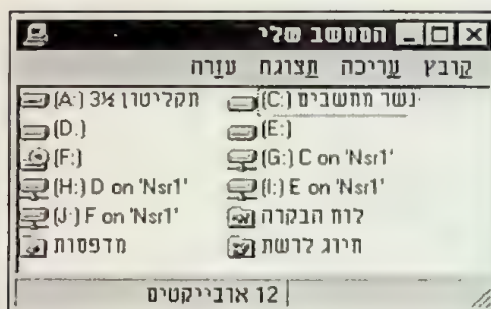 המחשב שלי
קובץ עריכה תצוגה עזרה
נשר מחשבים (C:) תקליטון 3½ (A:)
(E:) (D:)
(G:) C on 'Nsr1' (F:)
(I:) E on 'Nsr1' (H:) D on 'Nsr1'
לוח הבקרה (J:) F on 'Nsr1'
חיוג לרשת מדפסות
12 אובייקטים